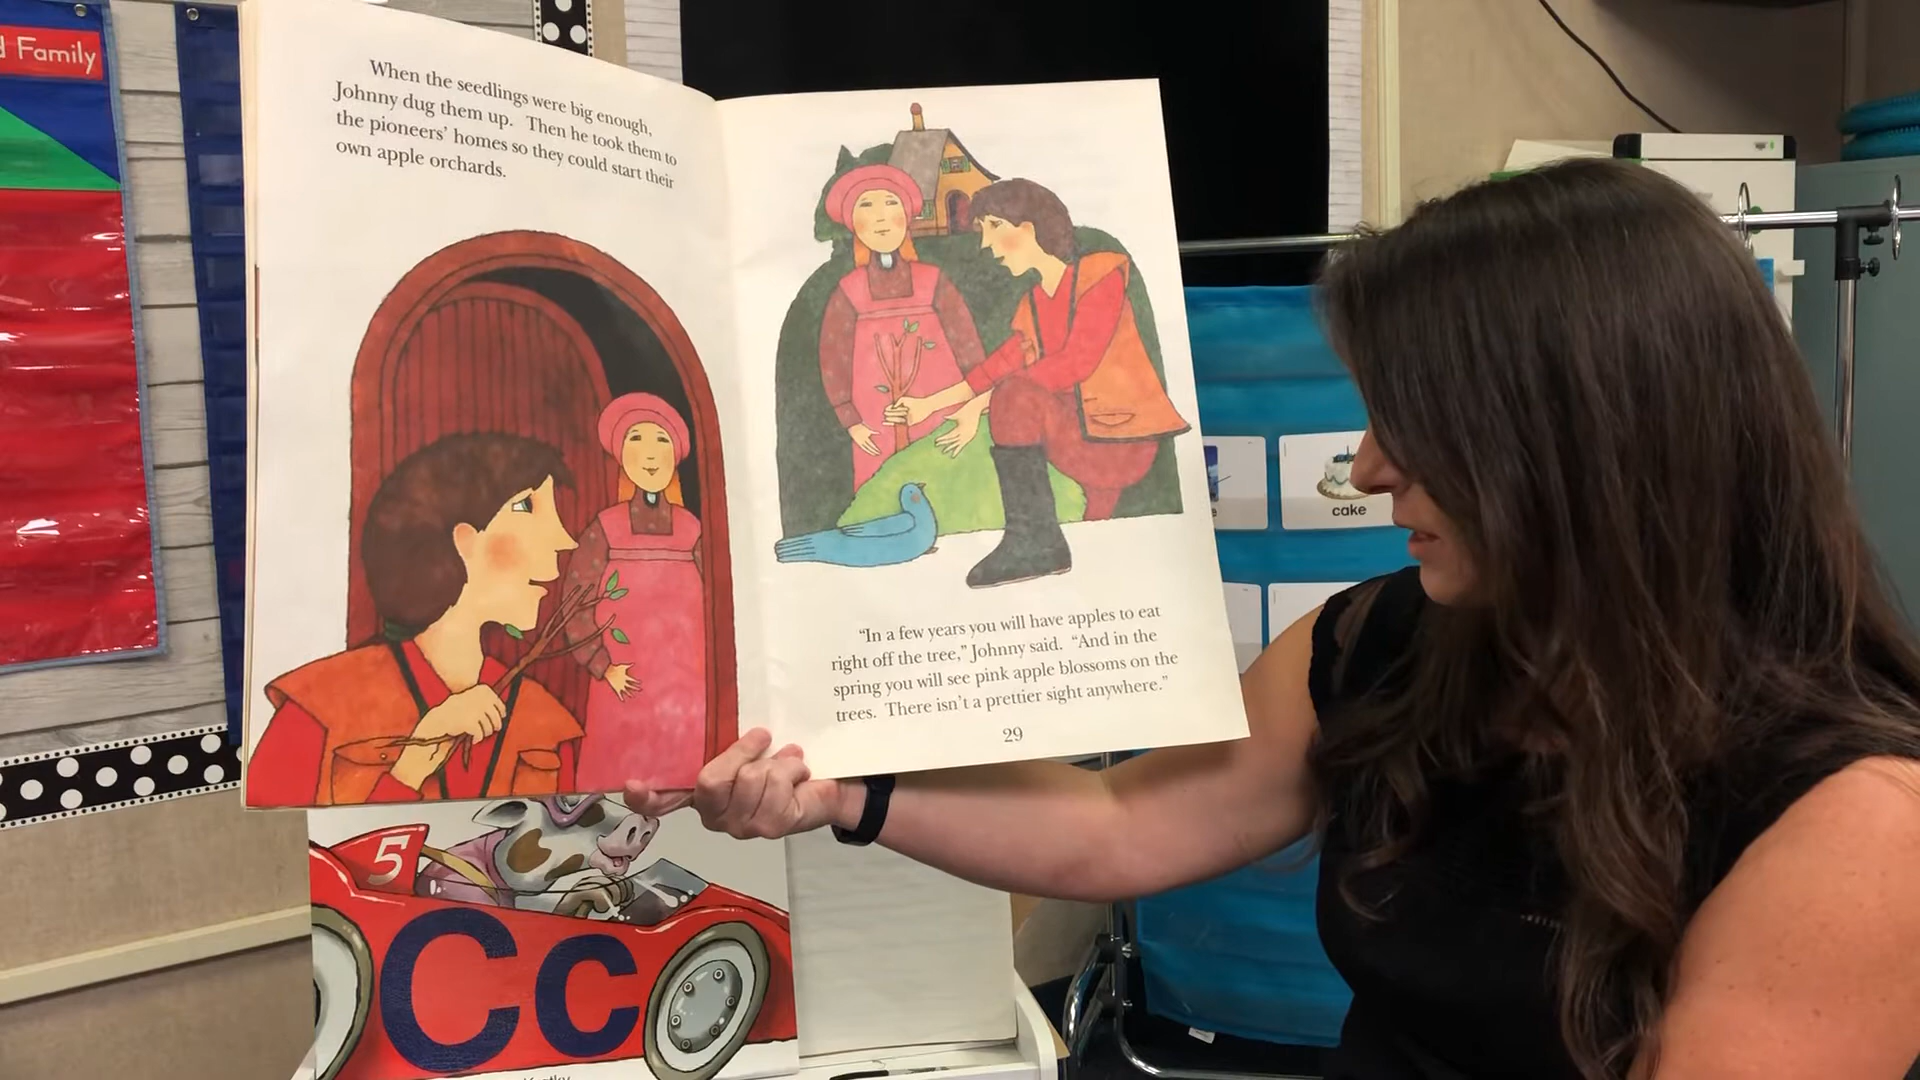 d Family
When the seedlings were big enough,
Johnny dug them up. Then he took them to
the pioneers' homes so they could start their
own apple orchards.
"In a few years you will have apples to eat
right off the tree," Johnny said. "And in the
spring you will see pink apple blossoms on the
trees. There isn't a prettier sight anywhere."
29
cake
5
Cc